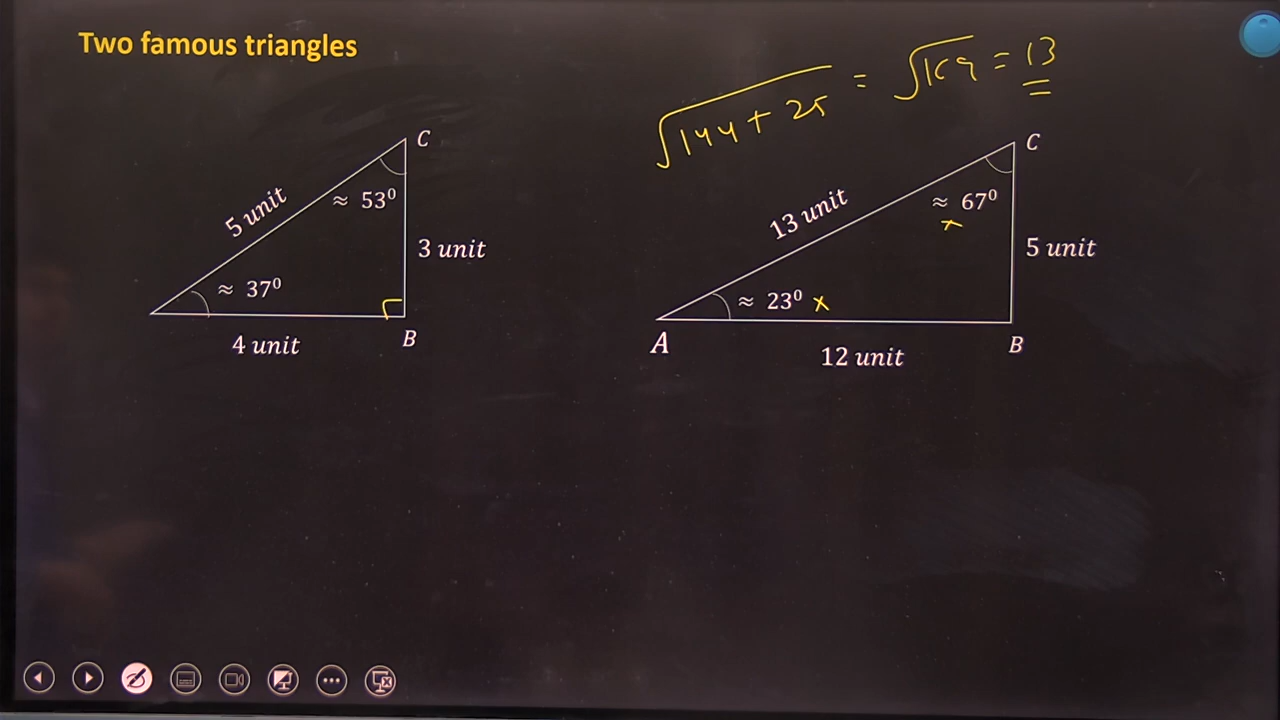 Two famous triangles
√144 + 25 = √169 = 13
C
5 unit
≈ 53⁰
3 unit
≈ 37⁰
B
4 unit
C
13 unit
≈ 67⁰
x
5 unit
≈ 23⁰ x
A
B
12 unit